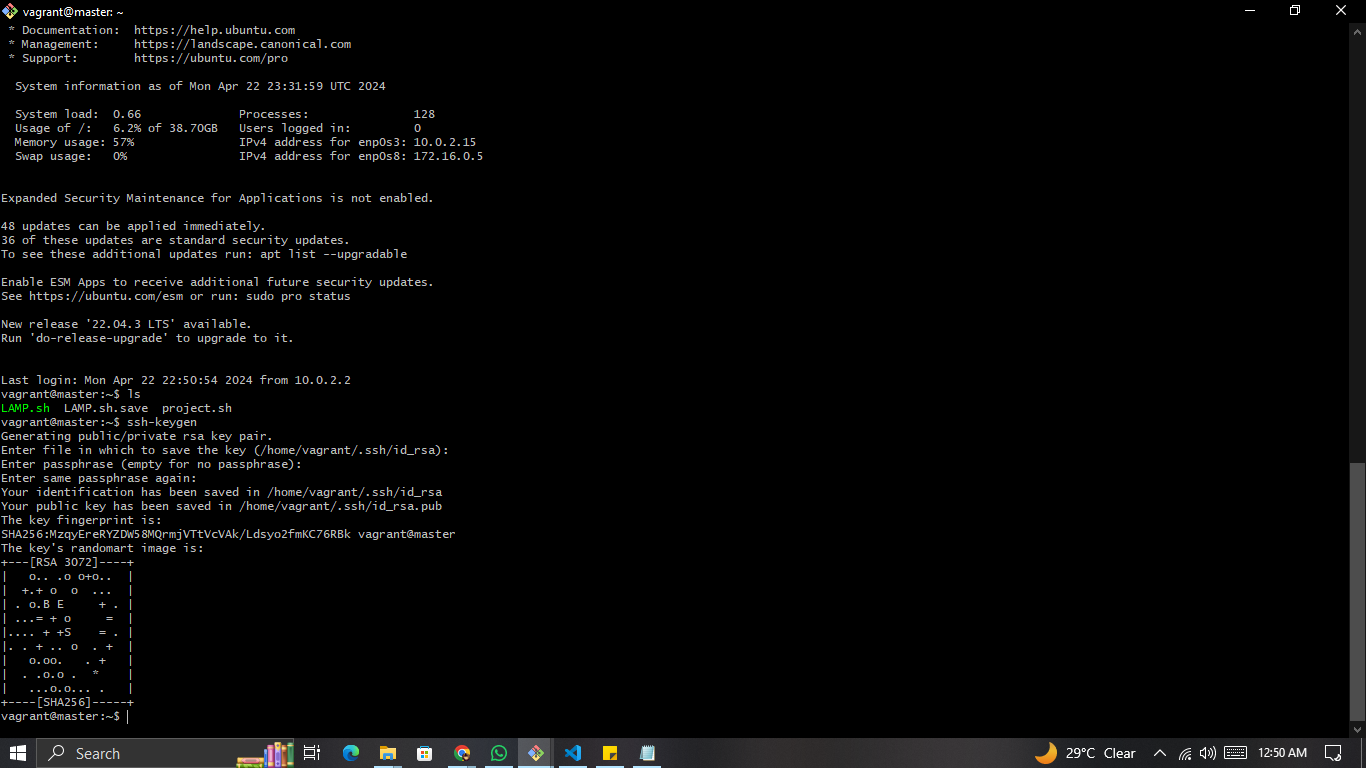 vagrant@master: ~
 * Documentation:  https://help.ubuntu.com
 * Management:     https://landscape.canonical.com
 * Support:        https://ubuntu.com/pro
  System information as of Mon Apr 22 23:31:59 UTC 2024
  System load:  0.66              Processes:               128
  Usage of /:   6.2% of 38.70GB   Users logged in:         0
  Memory usage: 57%               IPv4 address for enp0s3: 10.0.2.15
  Swap usage:   0%                IPv4 address for enp0s8: 172.16.0.5
Expanded Security Maintenance for Applications is not enabled.
48 updates can be applied immediately.
36 of these updates are standard security updates.
To see these additional updates run: apt list --upgradable
Enable ESM Apps to receive additional future security updates.
See https://ubuntu.com/esm or run: sudo pro status
New release '22.04.3 LTS' available.
Run 'do-release-upgrade' to upgrade to it.
Last login: Mon Apr 22 22:50:54 2024 from 10.0.2.2
vagrant@master:~$ ls
LAMP.sh  LAMP.sh.save  project.sh
vagrant@master:~$ ssh-keygen
Generating public/private rsa key pair.
Enter file in which to save the key (/home/vagrant/.ssh/id_rsa):
Enter passphrase (empty for no passphrase):
Enter same passphrase again:
Your identification has been saved in /home/vagrant/.ssh/id_rsa
Your public key has been saved in /home/vagrant/.ssh/id_rsa.pub
The key fingerprint is:
SHA256:MzqyEreRYZDW58MQrmjVTtVcVAk/Ldsyo2fmKC76RBk vagrant@master
The key's randomart image is:
+---[RSA 3072]----+
|   o.. .o o+o..  |
|  +.+ o  o  ...  |
| . o.B E     + . |
| ...= + o     =  |
|.... + +S    = . |
|. . + .. o  . +  |
|   o.oo.   . +   |
|  . .o.o .  *    |
|   ...o.o... .   |
+----[SHA256]-----+
vagrant@master:~$
Search
29°C  Clear
12:50 AM